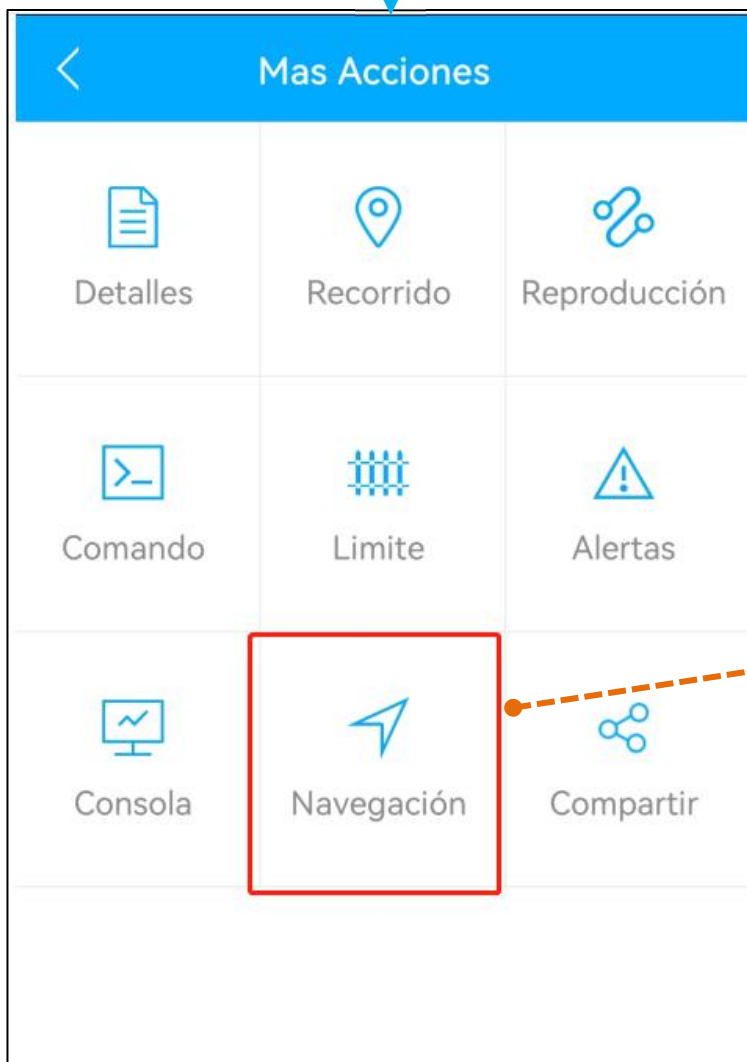 Mas Acciones
Detalles
Recorrido
Reproducción
Comando
Limite
Alertas
Consola
Navegación
Compartir